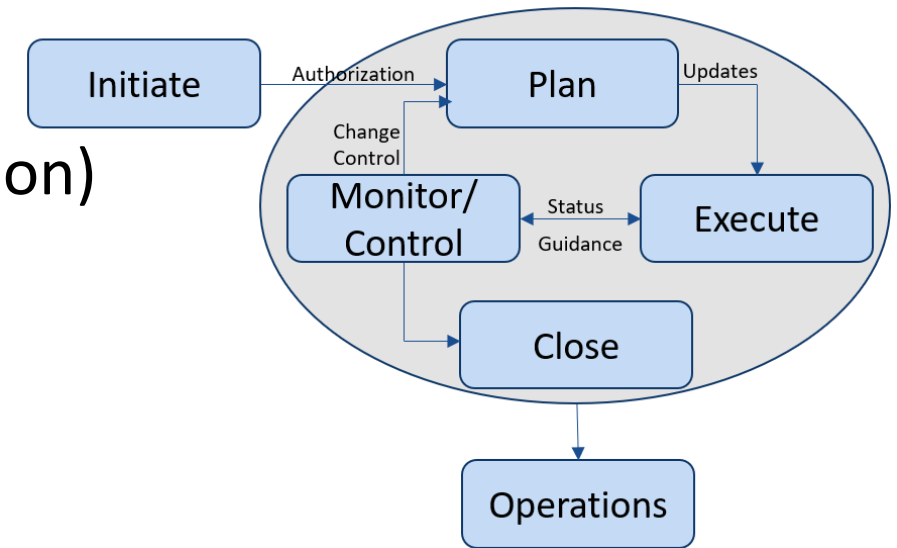 Initiate
Authorization
Plan
Updates
Change
Control
on)
Monitor/
Control
Status
Guidance
Execute
Close
Operations